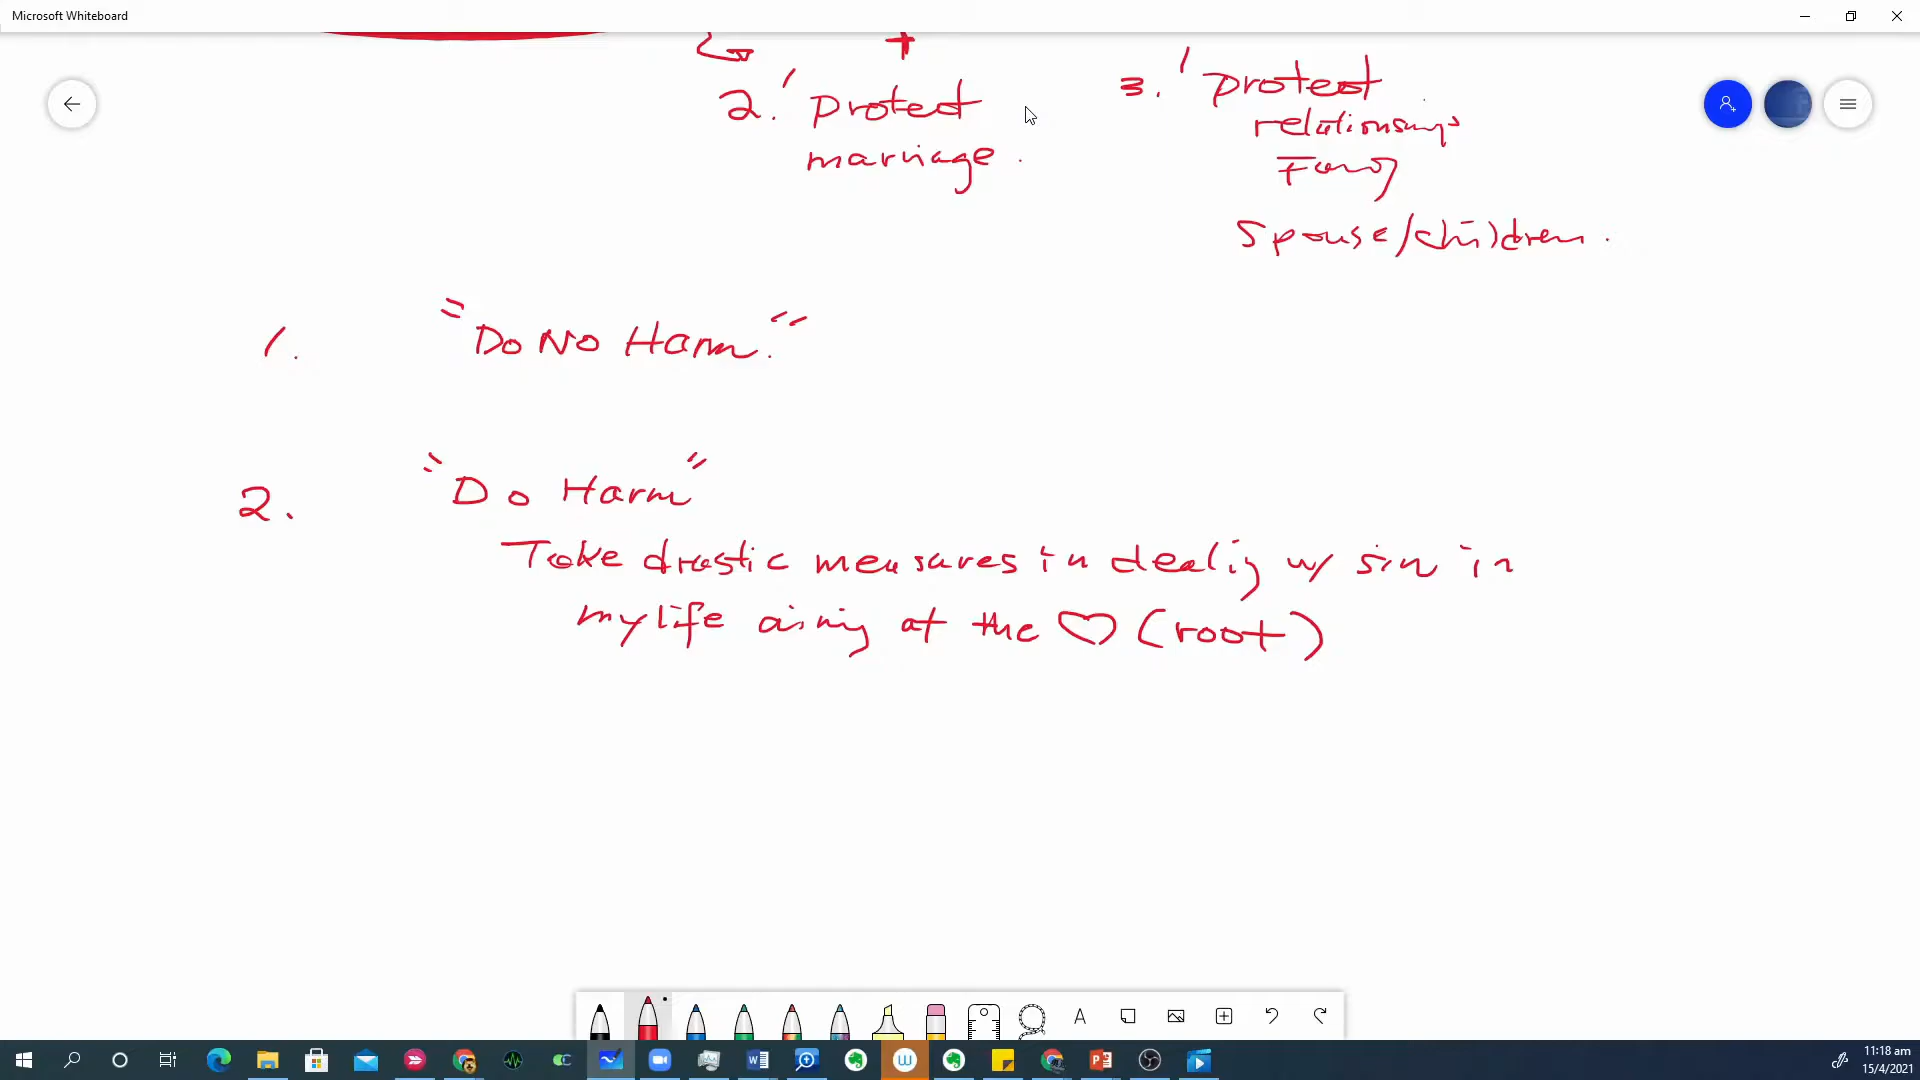 Microsoft Whiteboard
2. ' protect
marriage.
3. ' protect
relationships
Family
Spouse/children.
1. "Do No Harm."
2. "Do Harm"
Take drastic measures in dealig w/ sin in
my life aiming at the ♡ (root)
11:18 am
15/4/2021